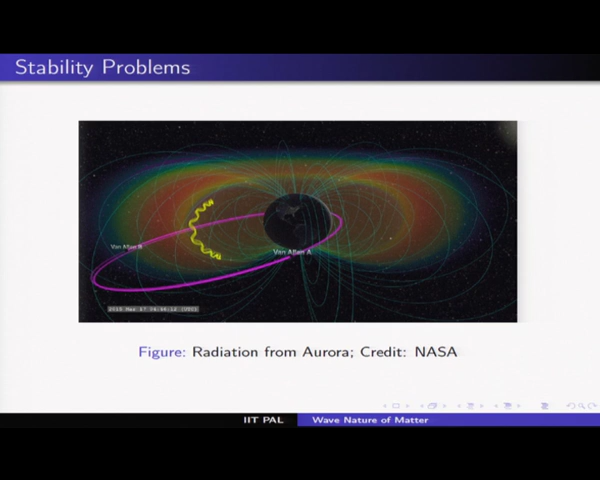 Stability Problems
Van Allen B
Van Allen A
Figure: Radiation from Aurora; Credit: NASA
IIT PAL
Wave Nature of Matter